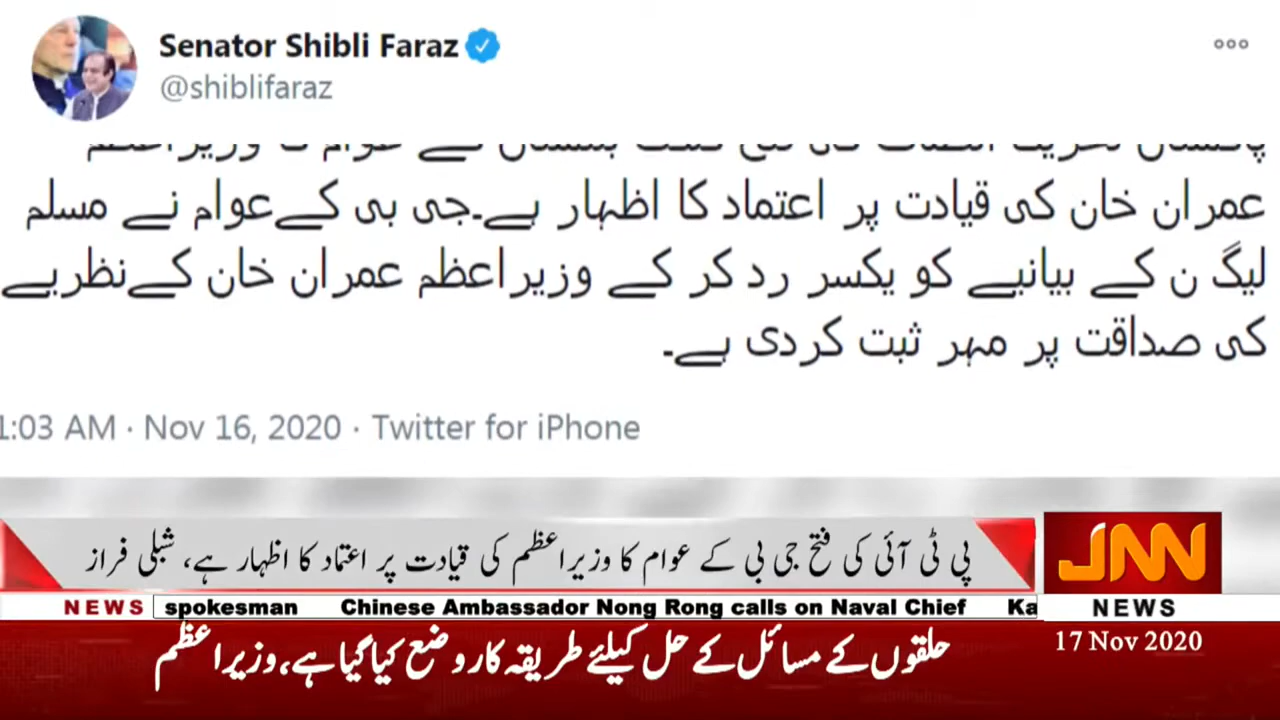 Senator Shibli Faraz
@shiblifaraz
عمران خان کی قیادت پر اعتماد کا اظہار ہے۔جی بی کےعوام نے مسلم
لیگ ن کے بیانیے کو یکسر رد کر کے وزیراعظم عمران خان کےنظریے
کی صداقت پر مہر ثبت کردی ہے۔
1:03 AM · Nov 16, 2020 · Twitter for iPhone
پی ٹی آئی کی فتح جی بی کے عوام کا وزیراعظم کی قیادت پر اعتماد کا اظہار ہے، شبلی فراز
JNN
NEWS spokesman Chinese Ambassador Nong Rong calls on Naval Chief Ka
NEWS
17 Nov 2020
حلقوں کے مسائل کے حل کیلئے طریقہ کار وضع کیا گیا ہے،وزیراعظم